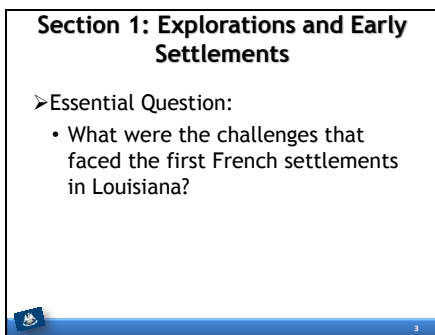 Section 1: Explorations and Early
Settlements
➢Essential Question:
• What were the challenges that
faced the first French settlements
in Louisiana?
3